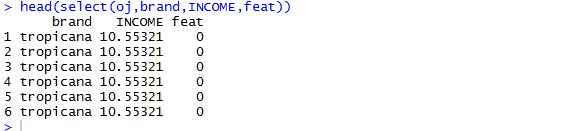 > head(select(oj,brand,INCOME,feat))
      brand   INCOME feat
1 tropicana 10.55321    0
2 tropicana 10.55321    0
3 tropicana 10.55321    0
4 tropicana 10.55321    0
5 tropicana 10.55321    0
6 tropicana 10.55321    0
>